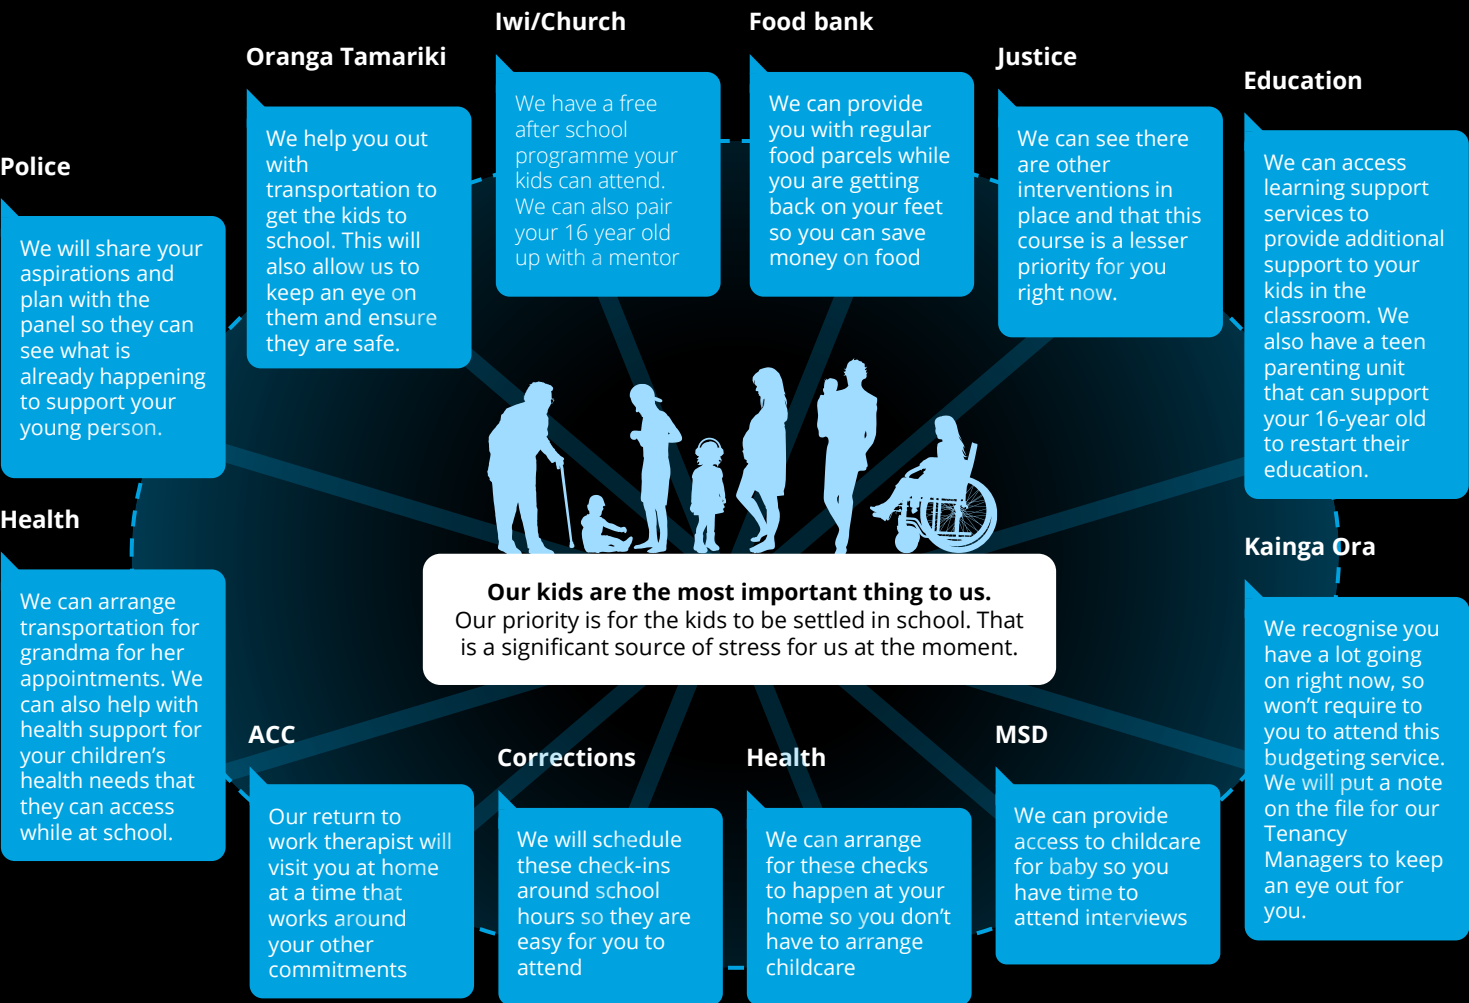 Iwi/Church
We have a free
after school
programme your
kids can attend.
We can also pair
your 16 year old
up with a mentor
Food bank
We can provide
you with regular
food parcels while
you are getting
back on your feet
so you can save
money on food
Oranga Tamariki
We help you out
with
transportation to
get the kids to
school. This will
also allow us to
keep an eye on
them and ensure
they are safe.
Justice
We can see there
are other
interventions in
place and that this
course is a lesser
priority for you
right now.
Education
We can access
learning support
services to
provide additional
support to your
kids in the
classroom. We
also have a teen
parenting unit
that can support
your 16-year old
to restart their
education.
Police
We will share your
aspirations and
plan with the
panel so they can
see what is
already happening
to support your
young person.
Health
We can arrange
transportation for
grandma for her
appointments. We
can also help with
health support for
your children’s
health needs that
they can access
while at school.
Our kids are the most important thing to us.
Our priority is for the kids to be settled in school. That
is a significant source of stress for us at the moment.
Kainga Ora
We recognise you
have a lot going
on right now, so
won’t require to
you to attend this
budgeting service.
We will put a note
on the file for our
Tenancy
Managers to keep
an eye out for
you.
ACC
Our return to
work therapist will
visit you at home
at a time that
works around
your other
commitments
Corrections
We will schedule
these check-ins
around school
hours so they are
easy for you to
attend
Health
We can arrange
for these checks
to happen at your
home so you don’t
have to arrange
childcare
MSD
We can provide
access to childcare
for baby so you
have time to
attend interviews